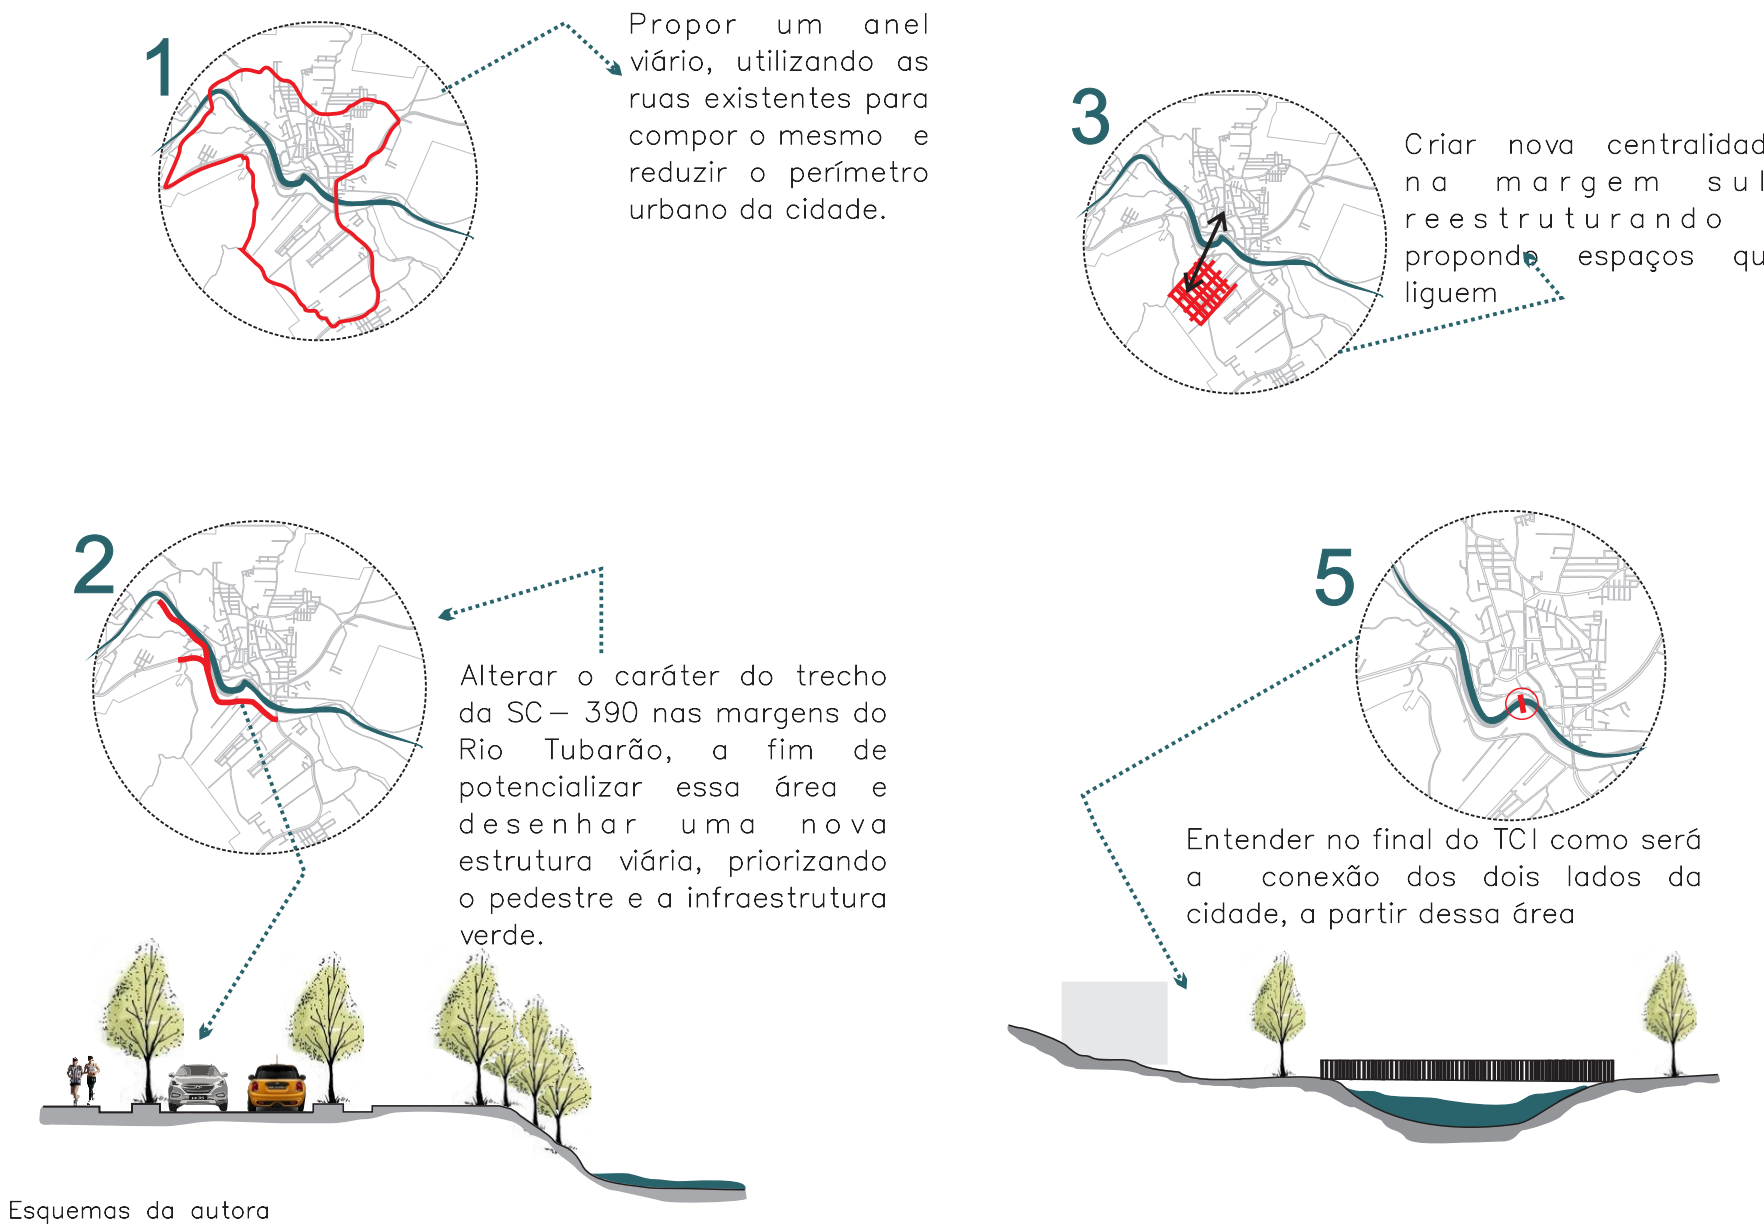 1
Propor um anel
viário, utilizando as
ruas existentes para
compor o mesmo e
reduzir o perímetro
urbano da cidade.
2
Alterar o caráter do trecho
da SC– 390 nas margens do
Rio Tubarão, a fim de
potencializar essa área e
desenhar uma nova
estrutura viária, priorizando
o pedestre e a infraestrutura
verde.
3
Criar nova centralidad
na margem sul
reestruturando
propondo espaços qu
liguem
5
Entender no final do TCI como será
a conexão dos dois lados da
cidade, a partir dessa área
Esquemas da autora